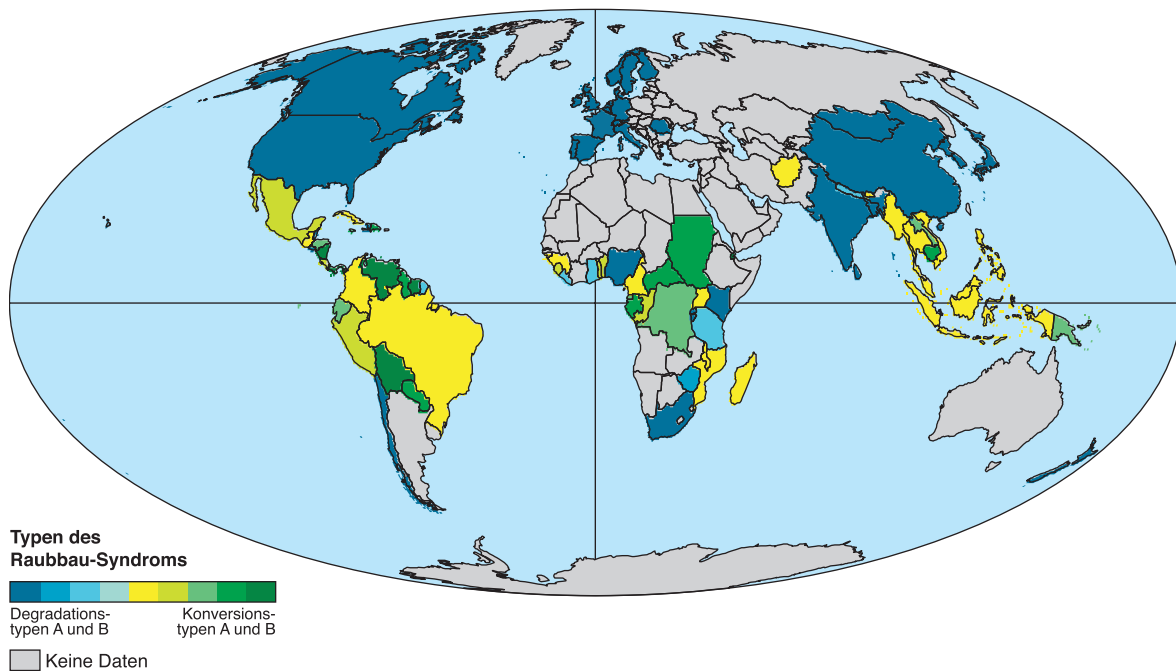 Typen des
Raubbau-Syndroms
Degradations-
typen A und B
Konversions-
typen A und B
Keine Daten